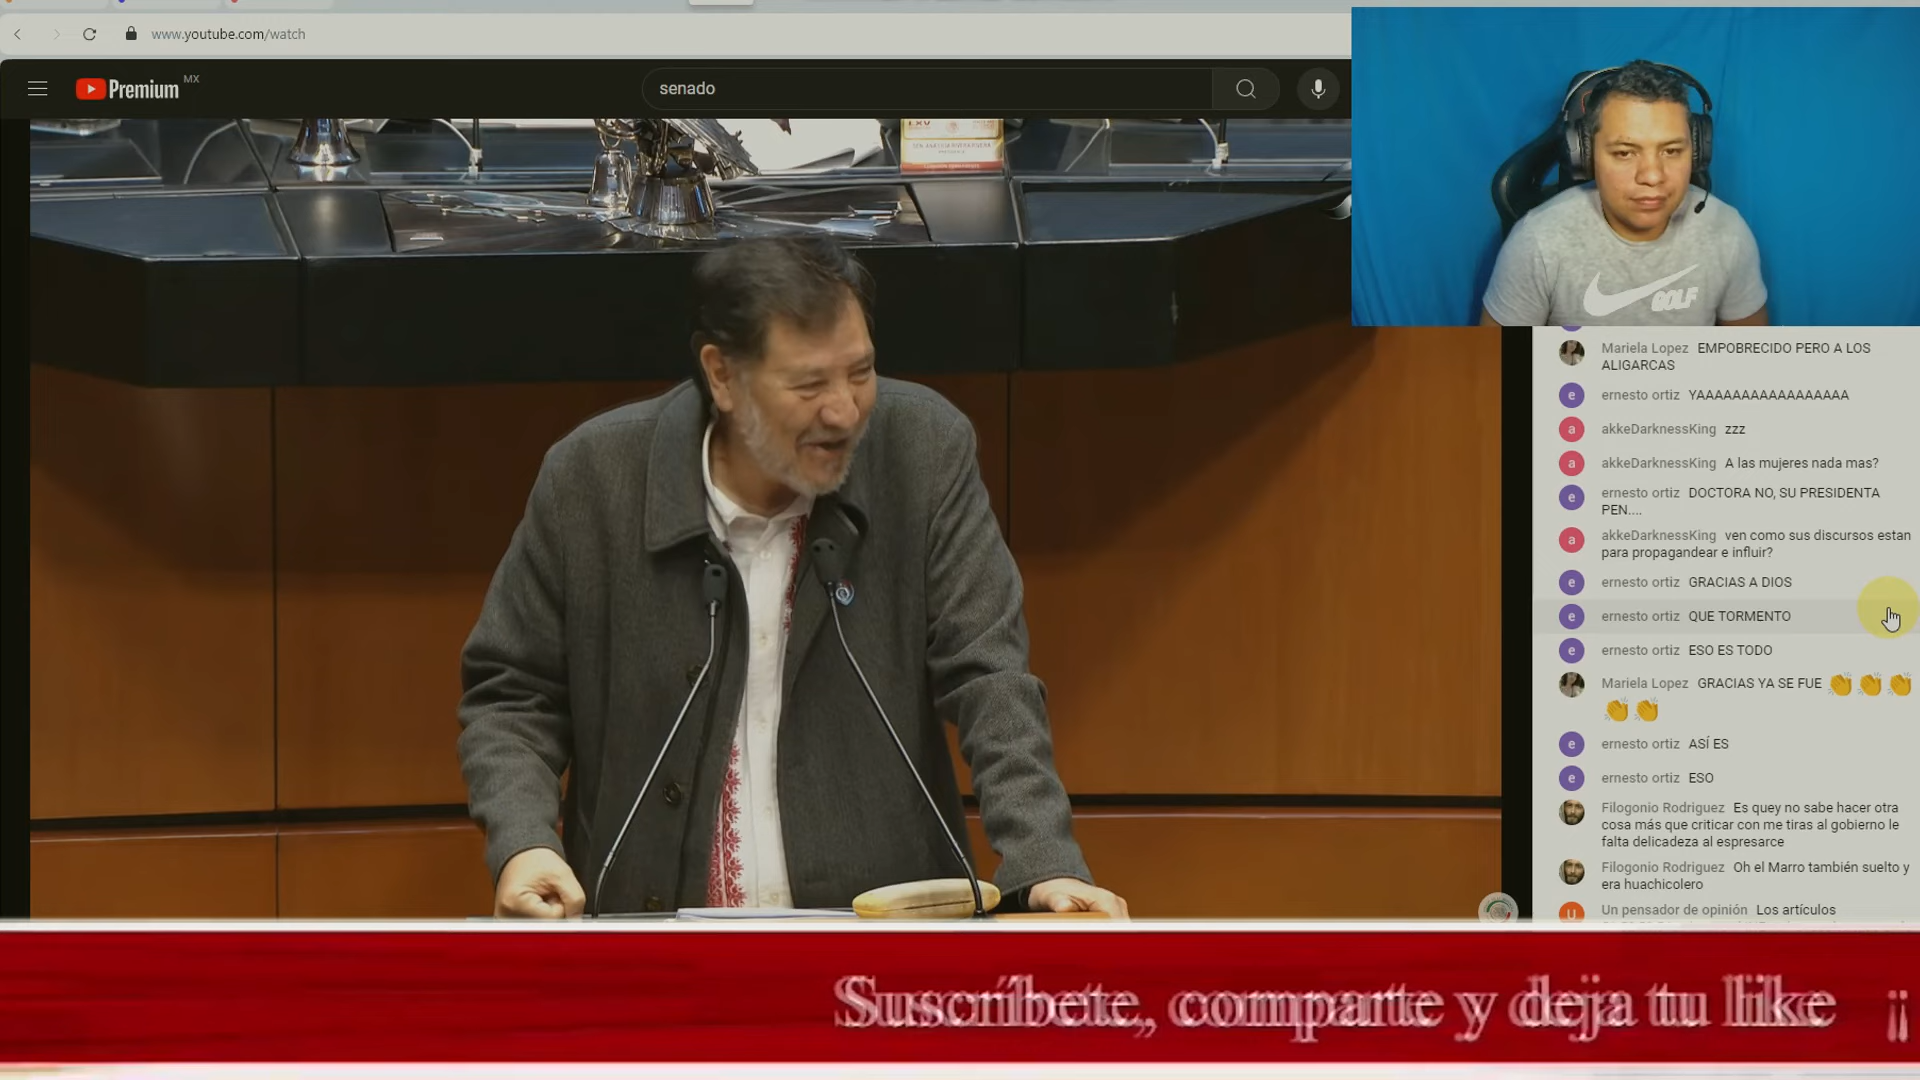 www.youtube.com/watch
Premium MX
senado
GOLF
Mariela Lopez EMPOBRECIDO PERO A LOS
ALIGARCAS
e ernesto ortiz YAAAAAAAAAAAAAAAAA
a akkeDarknessKing zzz
a akkeDarknessKing A las mujeres nada mas?
e ernesto ortiz DOCTORA NO, SU PRESIDENTA
PEN....
a akkeDarknessKing ven como sus discursos estan
para propagandear e influir?
e ernesto ortiz GRACIAS A DIOS
e ernesto ortiz QUE TORMENTO
e ernesto ortiz ESO ES TODO
Mariela Lopez GRACIAS YA SE FUE 👏👏👏
👏👏
e ernesto ortiz ASÍ ES
e ernesto ortiz ESO
Filogonio Rodriguez Es quey no sabe hacer otra
cosa más que criticar con me tiras al gobierno le
falta delicadeza al espresarce
Filogonio Rodriguez Oh el Marro también suelto y
era huachicolero
U Un pensador de opinión Los artículos
Suscríbete, comparte y deja tu like ¡¡